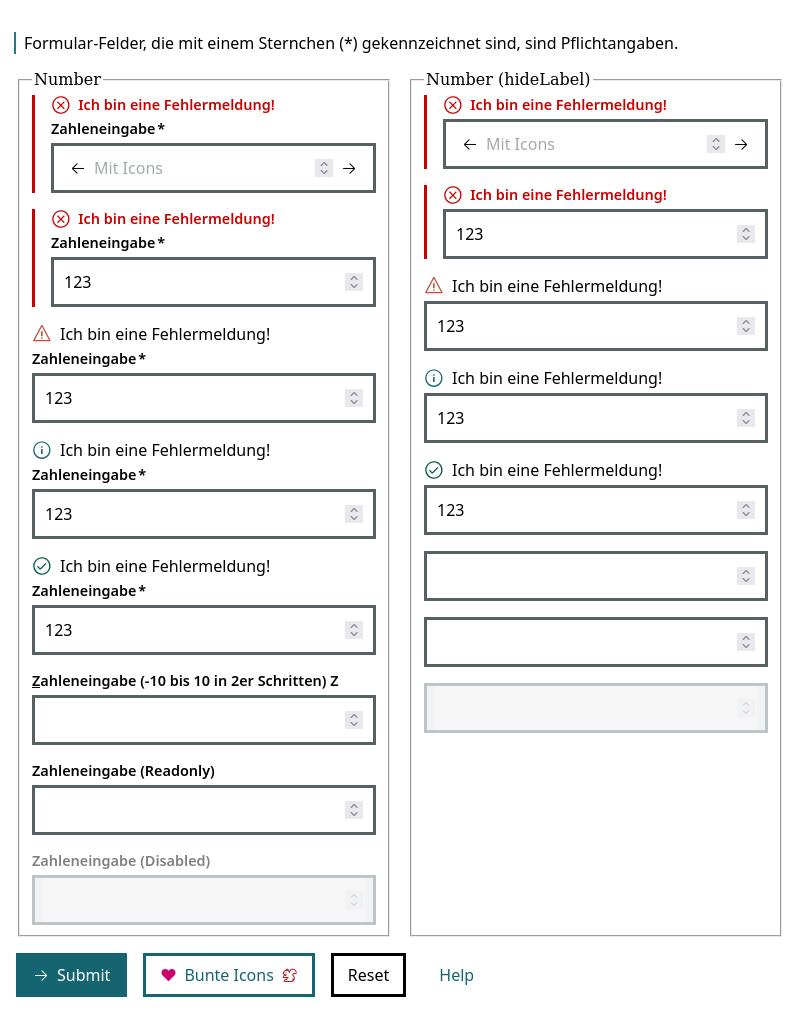 Formular-Felder, die mit einem Sternchen (*) gekennzeichnet sind, sind Pflichtangaben.
Number
Ich bin eine Fehlermeldung!
Zahleneingabe*
Mit Icons
Ich bin eine Fehlermeldung!
Zahleneingabe*
123
Ich bin eine Fehlermeldung!
Zahleneingabe*
123
Ich bin eine Fehlermeldung!
Zahleneingabe*
123
Ich bin eine Fehlermeldung!
Zahleneingabe*
123
Zahleneingabe (-10 bis 10 in 2er Schritten) Z
Zahleneingabe (Readonly)
Zahleneingabe (Disabled)
Number (hideLabel)
Ich bin eine Fehlermeldung!
Mit Icons
Ich bin eine Fehlermeldung!
123
Ich bin eine Fehlermeldung!
123
Ich bin eine Fehlermeldung!
123
Ich bin eine Fehlermeldung!
123
Submit
Bunte Icons
Reset
Help